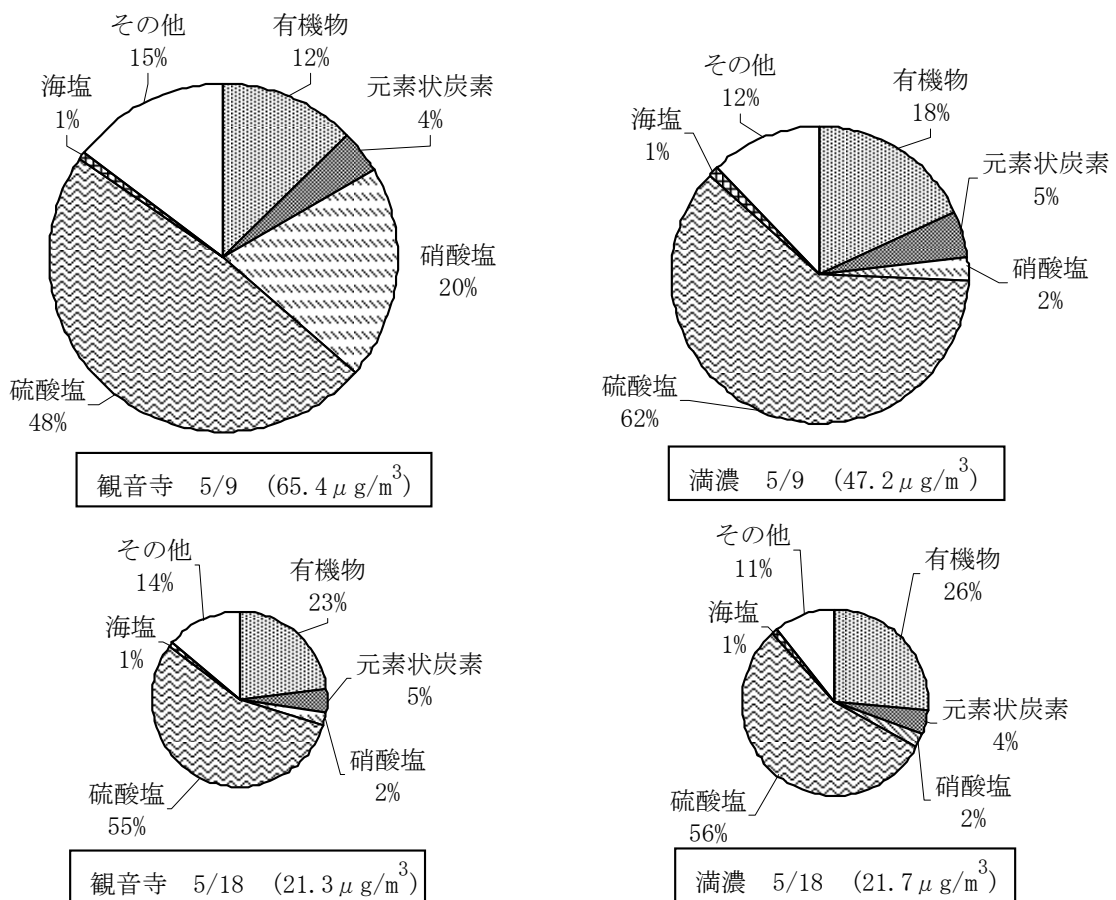 その他
15%
有機物
12%
元素状炭素
4%
海塩
1%
硝酸塩
20%
硫酸塩
48%
観音寺 5/9 (65.4μg/m³)
その他
12%
有機物
18%
海塩
1%
元素状炭素
5%
硝酸塩
2%
硫酸塩
62%
満濃 5/9 (47.2μg/m³)
その他
14%
有機物
23%
海塩
1%
元素状炭素
5%
硝酸塩
2%
硫酸塩
55%
観音寺 5/18 (21.3μg/m³)
その他
11%
有機物
26%
海塩
1%
元素状炭素
4%
硝酸塩
2%
硫酸塩
56%
満濃 5/18 (21.7μg/m³)